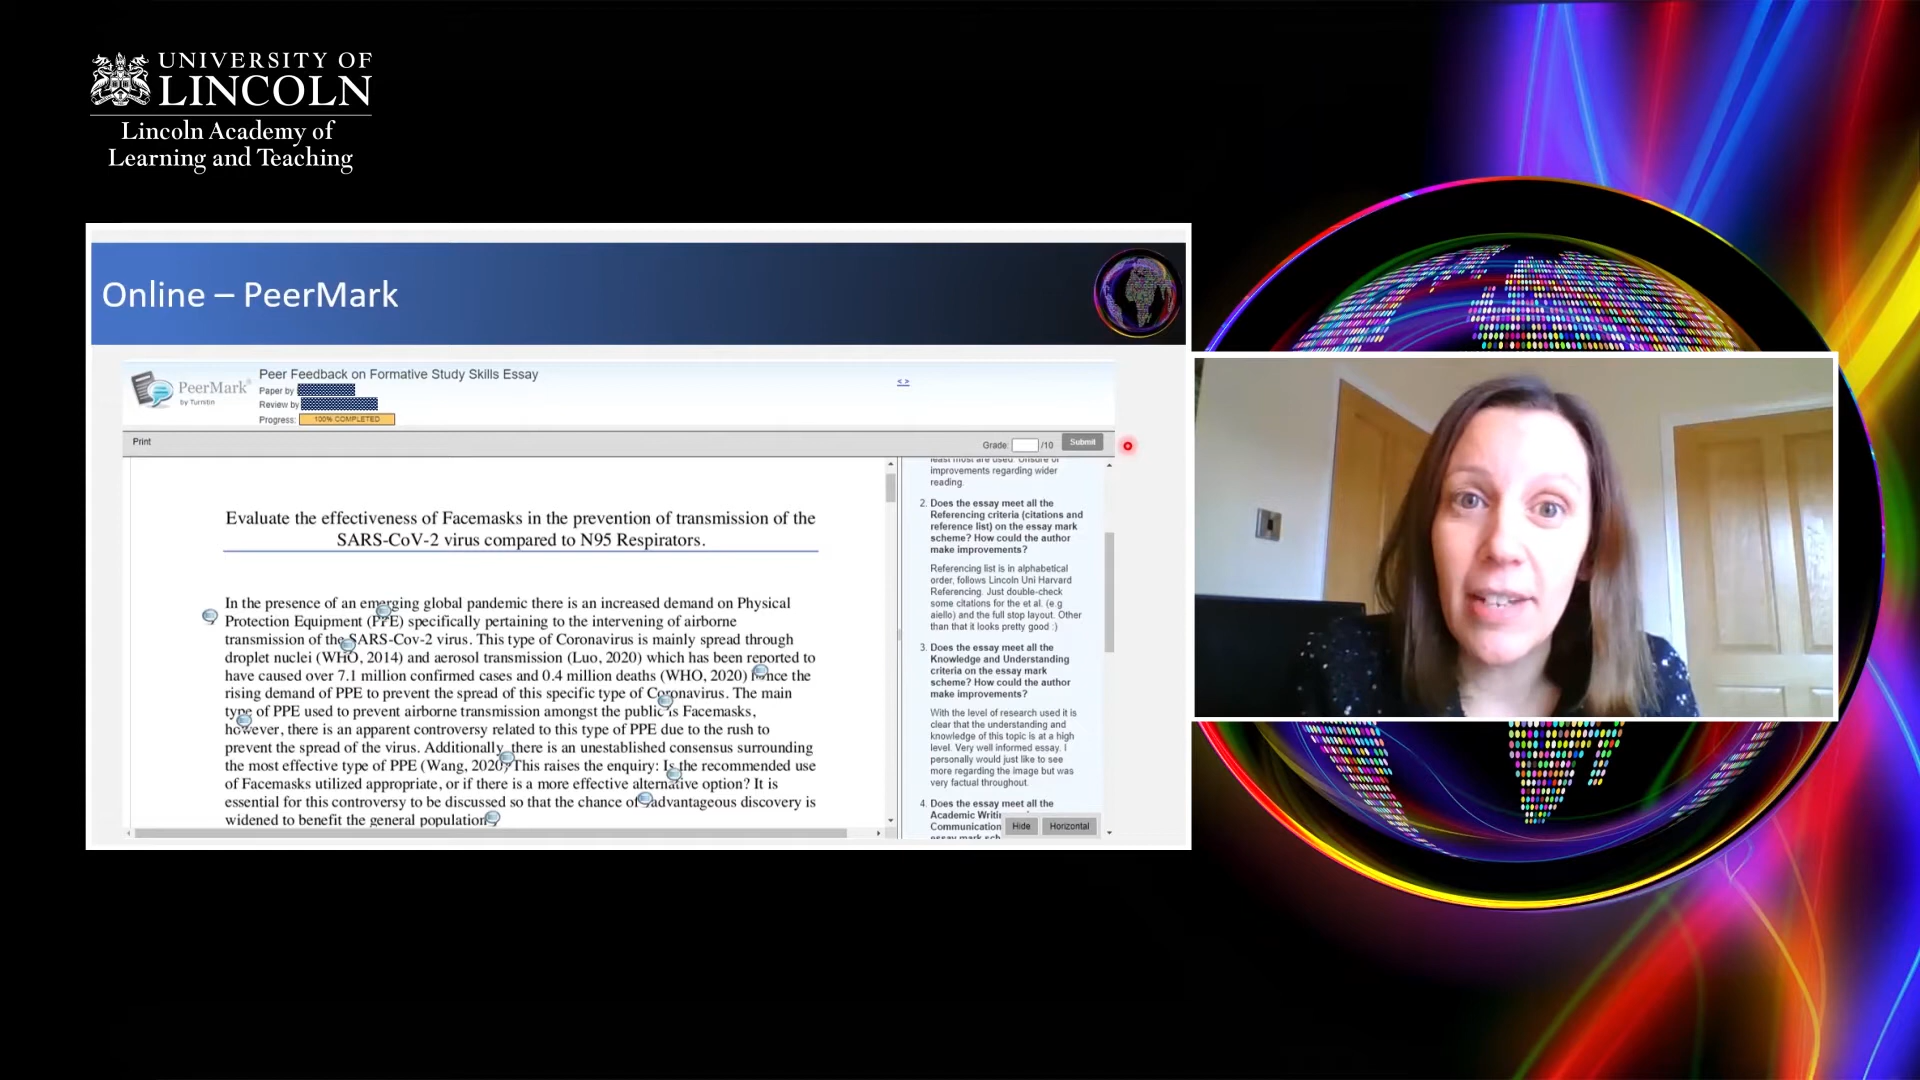 UNIVERSITY OF
LINCOLN
Lincoln Academy of
Learning and Teaching
Online – PeerMark
PeerMark®
by Turnitin
Peer Feedback on Formative Study Skills Essay
Paper by
Review by
Progress: 100% COMPLETED
< >
Print
Grade: /10 Submit
Evaluate the effectiveness of Facemasks in the prevention of transmission of the
SARS-CoV-2 virus compared to N95 Respirators.
In the presence of an emerging global pandemic there is an increased demand on Physical
Protection Equipment (PPE) specifically pertaining to the intervening of airborne
transmission of the SARS-Cov-2 virus. This type of Coronavirus is mainly spread through
droplet nuclei (WHO, 2014) and aerosol transmission (Luo, 2020) which has been reported to
have caused over 7.1 million confirmed cases and 0.4 million deaths (WHO, 2020) hence the
rising demand of PPE to prevent the spread of this specific type of Coronavirus. The main
type of PPE used to prevent airborne transmission amongst the public is Facemasks,
however, there is an apparent controversy related to this type of PPE due to the rush to
prevent the spread of the virus. Additionally, there is an unestablished consensus surrounding
the most effective type of PPE (Wang, 2020). This raises the enquiry: Is the recommended use
of Facemasks utilized appropriate, or if there is a more effective alternative option? It is
essential for this controversy to be discussed so that the chance of advantageous discovery is
widened to benefit the general population.
least most are used. Unsure of
improvements regarding wider
reading.
2. Does the essay meet all the
Referencing criteria (citations and
reference list) on the essay mark
scheme? How could the author
make improvements?
Referencing list is in alphabetical
order, follows Lincoln Uni Harvard
Referencing. Just double-check
some citations for the et al. (e.g
aiello) and the full stop layout. Other
than that it looks pretty good :)
3. Does the essay meet all the
Knowledge and Understanding
criteria on the essay mark
scheme? How could the author
make improvements?
With the level of research used it is
clear that the understanding and
knowledge of this topic is at a high
level. Very well informed essay. I
personally would just like to see
more regarding the image but was
very factual throughout.
4. Does the essay meet all the
Academic
Communication
essay mark
Hide Horizontal